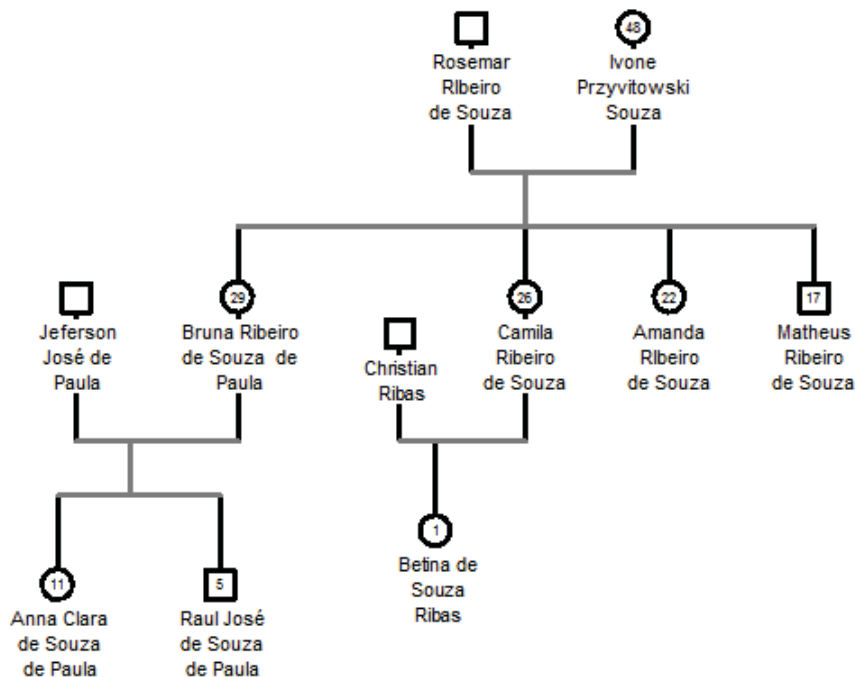 48
Rosemar
RIbeiro
de Souza
Ivone
Przyvitowski
Souza
29
26
22
17
Jeferson
José de
Paula
Bruna Ribeiro
de Souza  de
Paula
Christian
Ribas
Camila
Ribeiro
de Souza
Amanda
RIbeiro
de Souza
Matheus
Ribeiro
de Souza
1
Betina de
Souza
Ribas
11
5
Anna Clara
de Souza
de Paula
Raul José
de Souza
de Paula